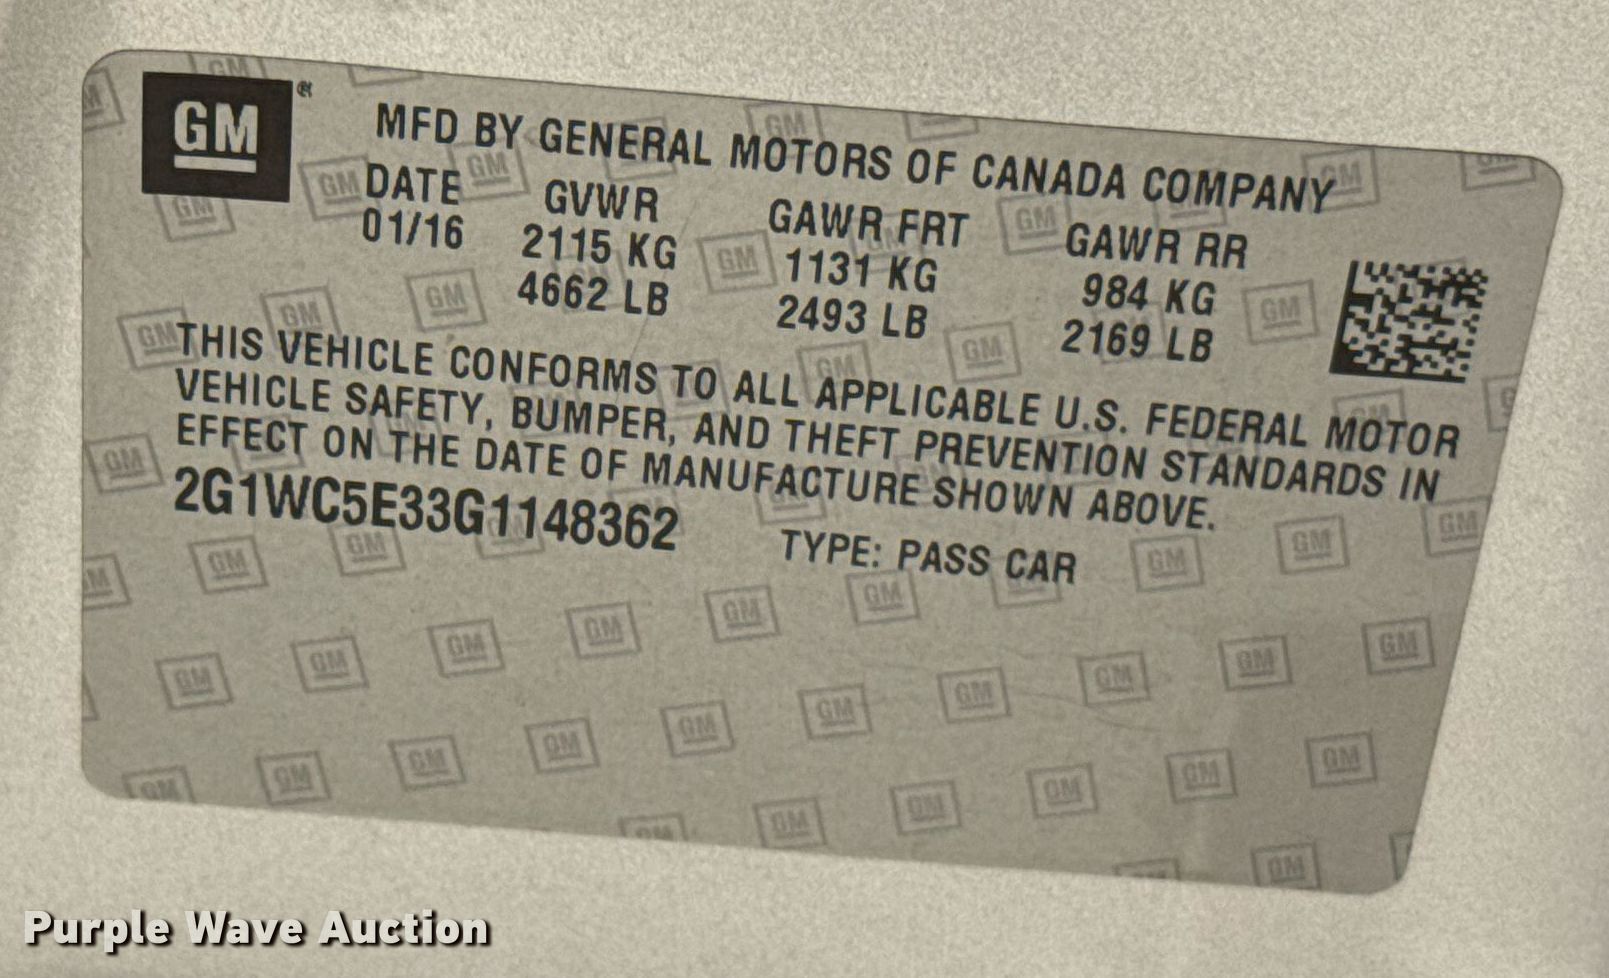 GM®
MFD BY GENERAL MOTORS OF CANADA COMPANY
DATE GVWR GAWR FRT GAWR RR
01/16 2115 KG 1131 KG 984 KG
4662 LB 2493 LB 2169 LB
THIS VEHICLE CONFORMS TO ALL APPLICABLE U.S. FEDERAL MOTOR
VEHICLE SAFETY, BUMPER, AND THEFT PREVENTION STANDARDS IN
EFFECT ON THE DATE OF MANUFACTURE SHOWN ABOVE.
2G1WC5E33G1148362 TYPE: PASS CAR
Purple Wave Auction